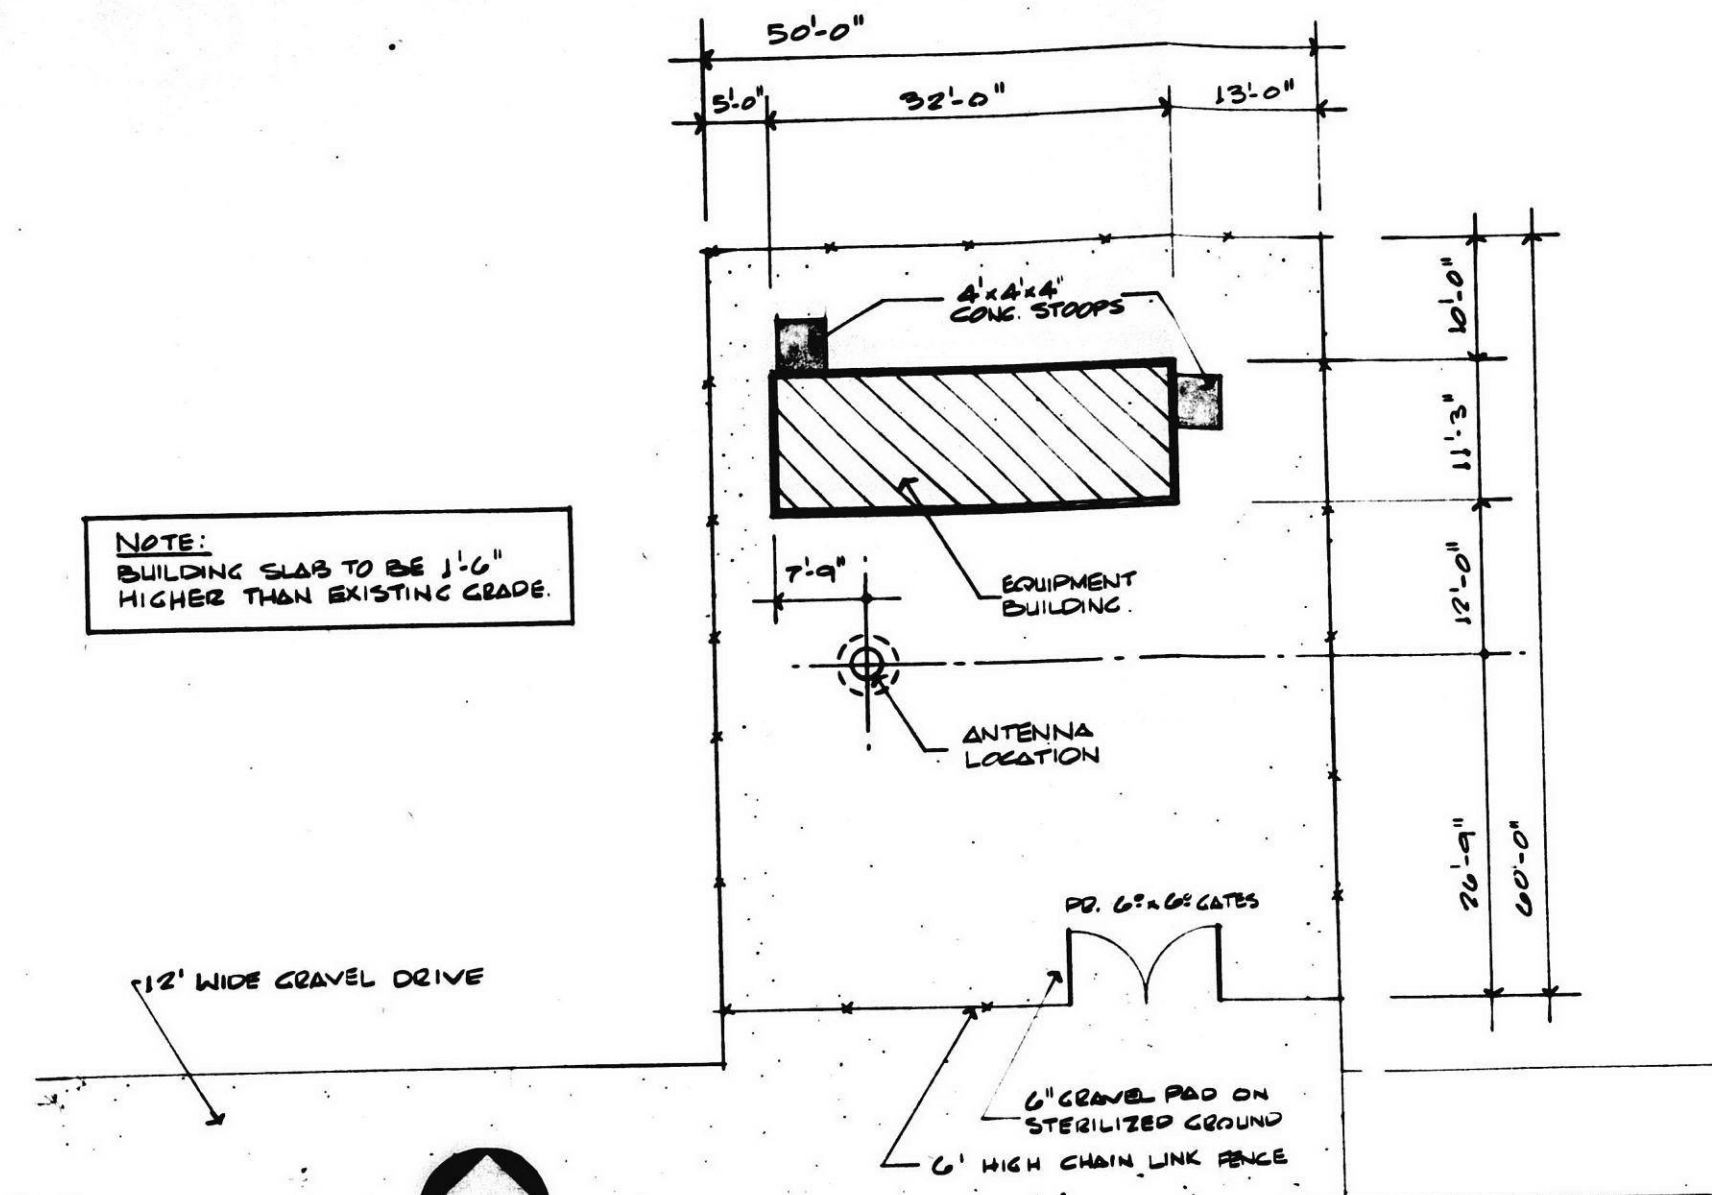 50'-0"
5'-0"
32'-0"
13'-0"
4'x4'x4"
CONC. STOOPS
10'-0"
11'-3"
NOTE:
BUILDING SLAB TO BE 1'-6"
HIGHER THAN EXISTING GRADE.
7'-9"
EQUIPMENT
BUILDING.
12'-0"
ANTENNA
LOCATION
26'-9"
60'-0"
PR. 6⁰ x 6⁰ GATES
12' WIDE GRAVEL DRIVE
6" GRAVEL PAD ON
STERILIZED GROUND
6' HIGH CHAIN LINK FENCE